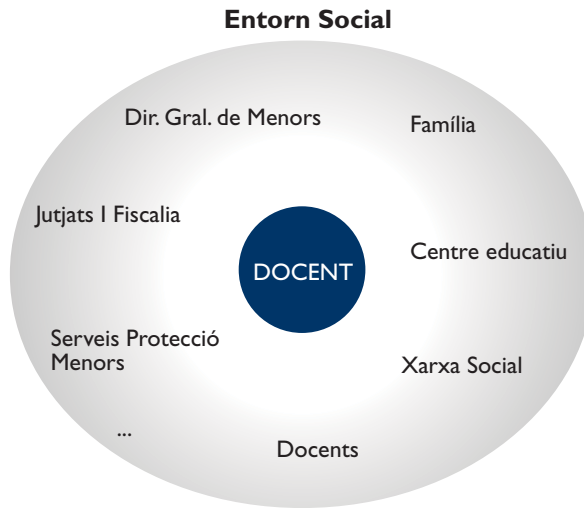 Entorn Social
Dir. Gral. de Menors
Família
Jutjats I Fiscalia
Centre educatiu
DOCENT
Serveis Protecció
Menors
Xarxa Social
...
Docents